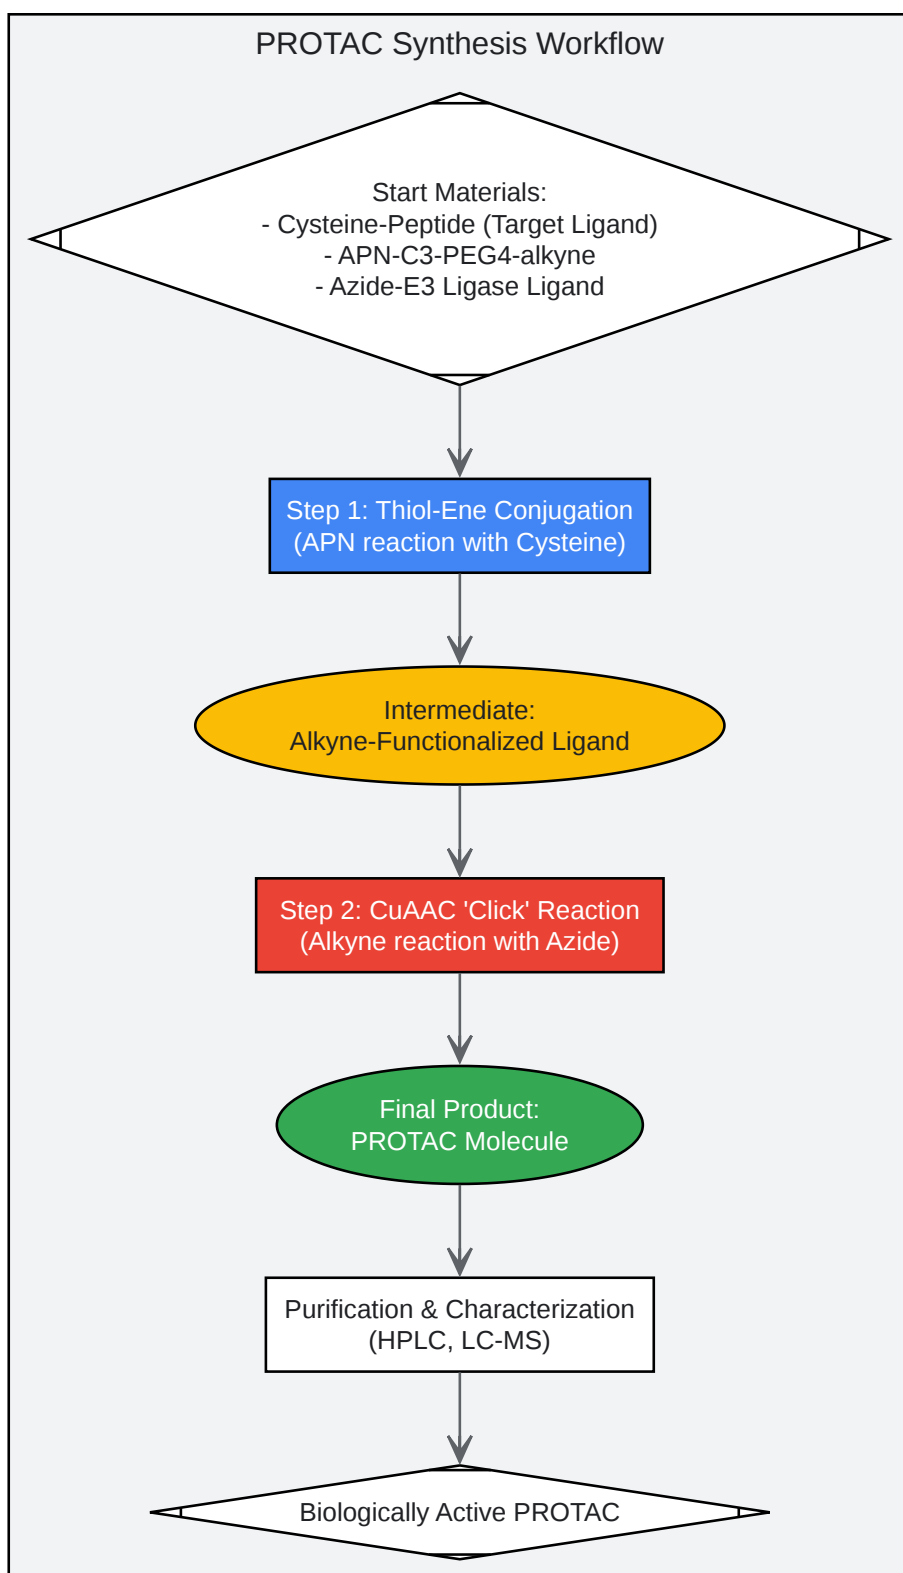 PROTAC Synthesis Workflow
Start Materials:
- Cysteine-Peptide (Target Ligand)
- APN-C3-PEG4-alkyne
- Azide-E3 Ligase Ligand
Step 1: Thiol-Ene Conjugation
(APN reaction with Cysteine)
Intermediate:
Alkyne-Functionalized Ligand
Step 2: CuAAC 'Click' Reaction
(Alkyne reaction with Azide)
Final Product:
PROTAC Molecule
Purification & Characterization
(HPLC, LC-MS)
Biologically Active PROTAC